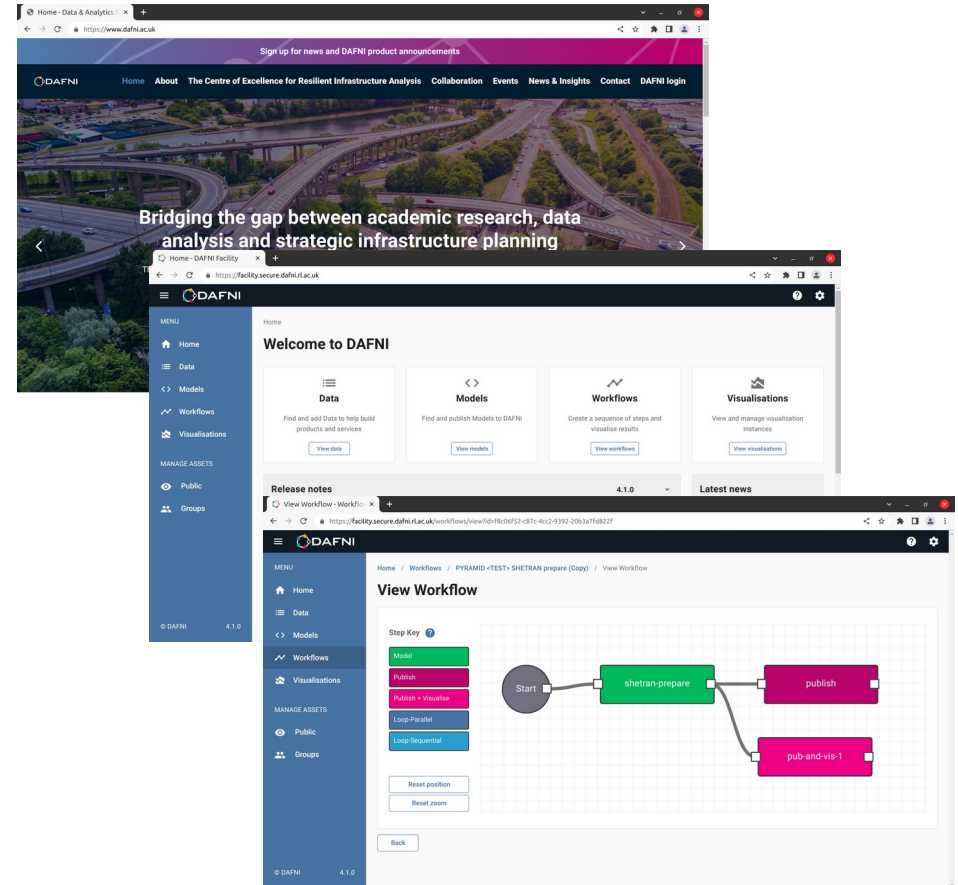 Home - Data & Analytics
https://www.dafni.ac.uk
Sign up for news and DAFNI product announcements
DAFNI
Home About The Centre of Excellence for Resilient Infrastructure Analysis Collaboration Events News & Insights Contact DAFNI login
Bridging the gap between academic research, data
analysis and strategic infrastructure planning
Home - DAFNI Facility
https://facility.secure.dafni.rl.ac.uk
DAFNI
MENU
Home
Data
Models
Workflows
Visualisations
MANAGE ASSETS
Public
Groups
© DAFNI 4.1.0
Home
Welcome to DAFNI
Data
Find and add Data to help build
products and services
View data
Models
Find and publish Models to DAFNI
View models
Workflows
Create a sequence of steps and
visualise results
View workflows
Visualisations
View and manage visualisation
instances
View visualisations
Release notes 4.1.0
Latest news
View Workflow - Workflo
https://facility.secure.dafni.rl.ac.uk/workflows/view?id=f8c06f52-c87c-4cc2-9392-20b3a7fd822f
DAFNI
MENU
Home
Data
Models
Workflows
Visualisations
MANAGE ASSETS
Public
Groups
© DAFNI 4.1.0
Home / Workflows / PYRAMID <TEST> SHETRAN prepare (Copy) / View Workflow
View Workflow
Step Key
Model
Publish
Publish + Visualise
Loop-Parallel
Loop-Sequential
Reset position
Reset zoom
Start
shetran-prepare
publish
pub-and-vis-1
Back